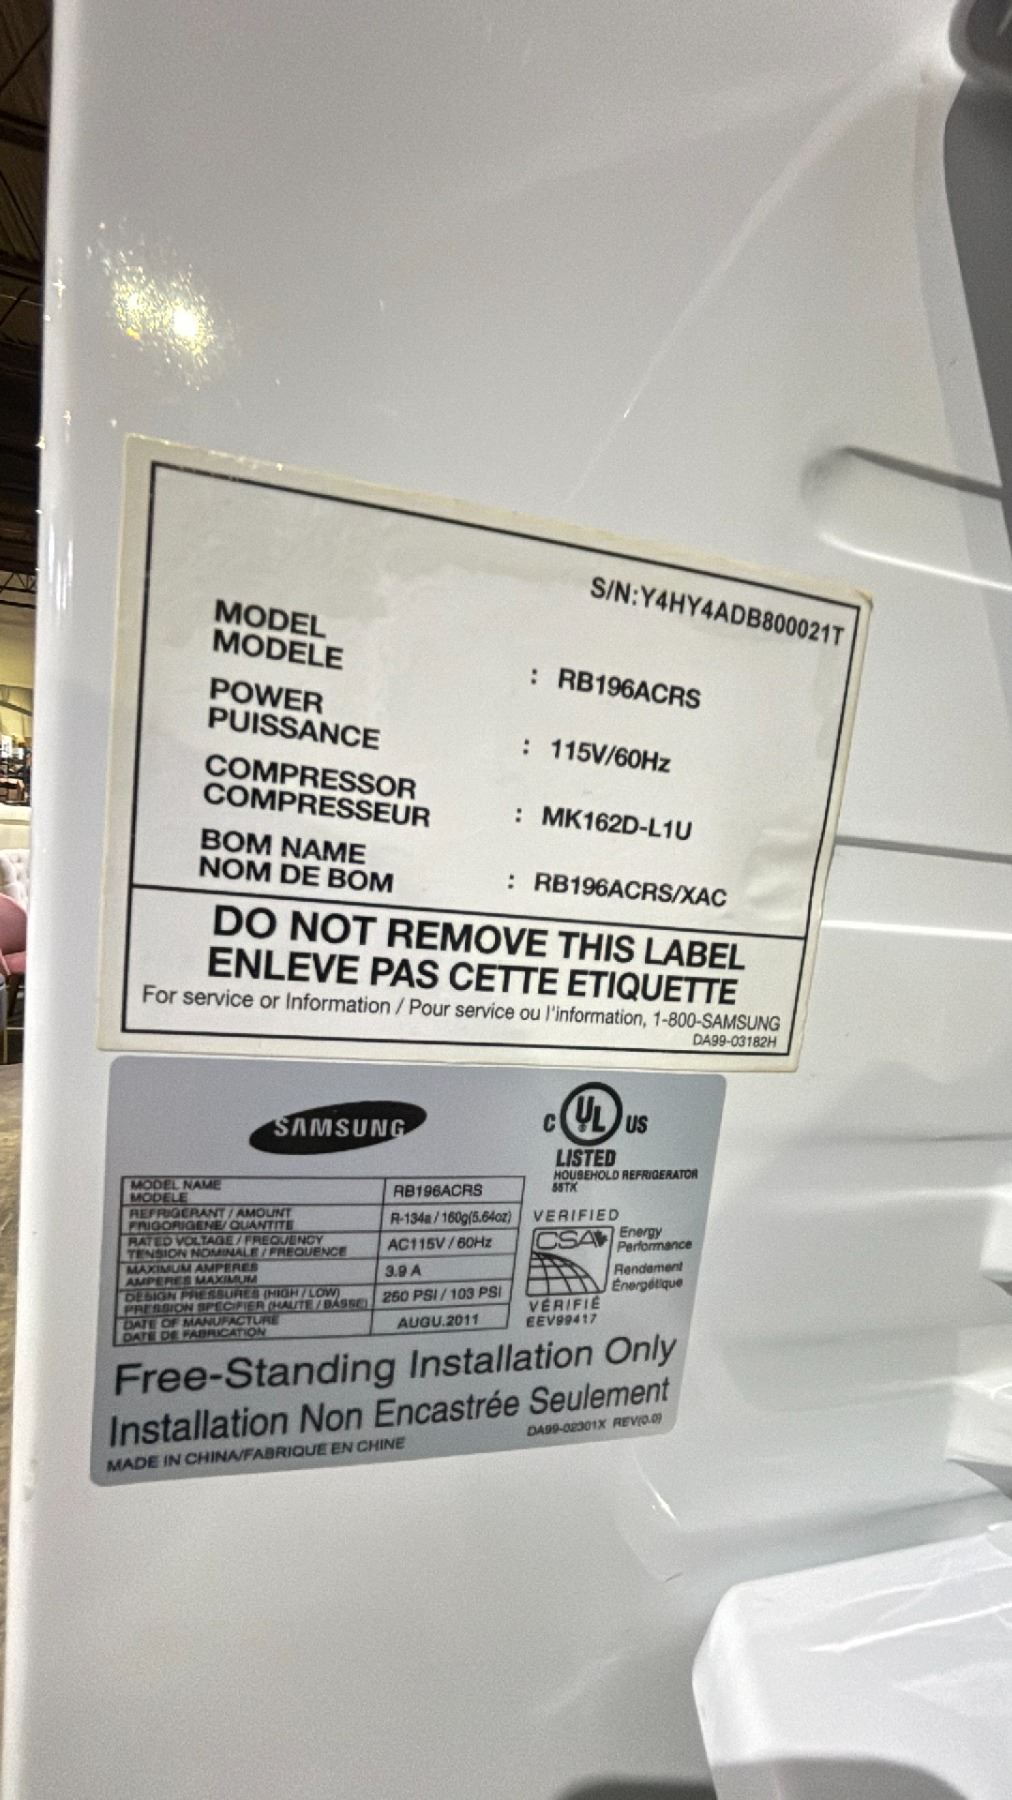 S/N:Y4HY4ADB800021T
MODEL
MODELE : RB196ACRS
POWER
PUISSANCE : 115V/60Hz
COMPRESSOR
COMPRESSEUR : MK162D-L1U
BOM NAME
NOM DE BOM : RB196ACRS/XAC
DO NOT REMOVE THIS LABEL
ENLEVE PAS CETTE ETIQUETTE
For service or Information / Pour service ou l'information, 1-800-SAMSUNG
DA99-03182H
SAMSUNG
C UL US
LISTED
HOUSEHOLD REFRIGERATOR
55TK
MODEL NAME
MODELE RB196ACRS
REFRIGERANT / AMOUNT
FRIGORIGENE/ QUANTITE R-134a / 160g(5.64oz)
RATED VOLTAGE / FREQUENCY
TENSION NOMINALE / FREQUENCE AC115V / 60Hz
MAXIMUM AMPERES
AMPERES MAXIMUM 3.9 A
DESIGN PRESSURES (HIGH / LOW)
PRESSION SPECIFIER (HAUTE / BASSE) 250 PSI / 103 PSI
DATE OF MANUFACTURE
DATE DE FABRICATION AUGU.2011
VERIFIED
CSA
Energy
Performance
Rendement
Énergétique
VÉRIFIÉ
EEV99417
Free-Standing Installation Only
Installation Non Encastrée Seulement
DA99-02301X REV(0.0)
MADE IN CHINA/FABRIQUE EN CHINE